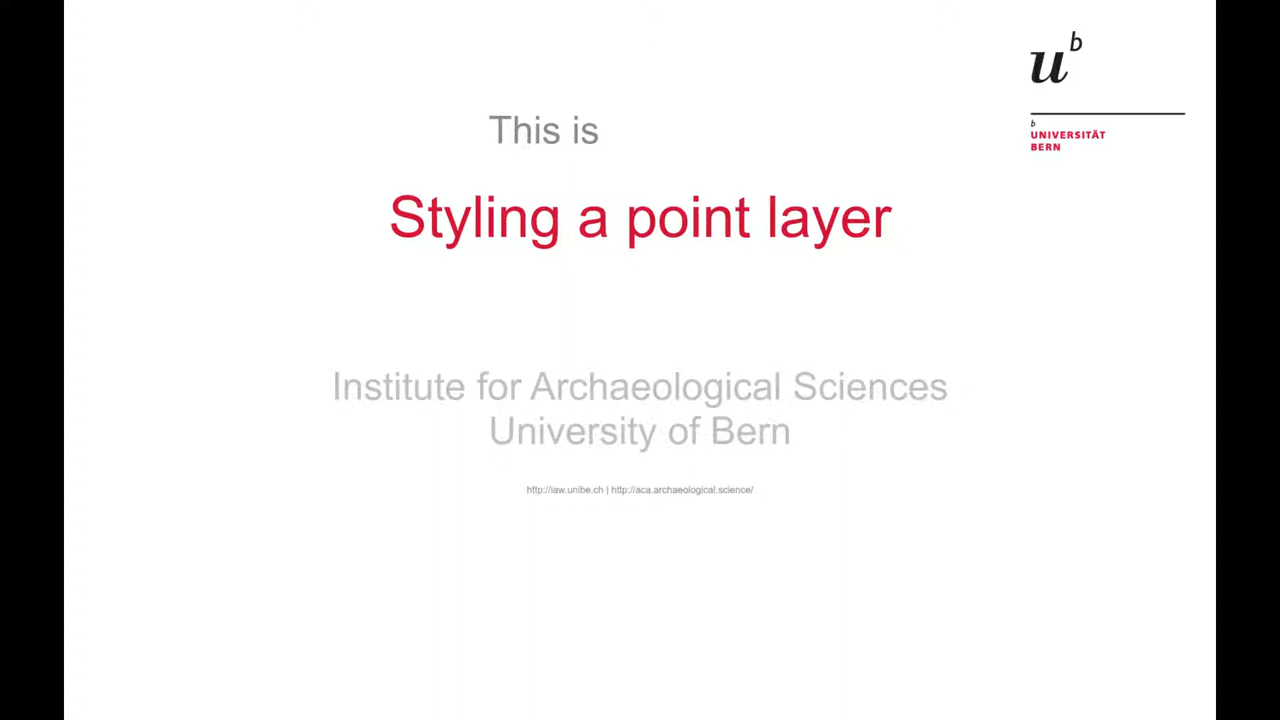 u^b
This is
b
UNIVERSITÄT
BERN
Styling a point layer
Institute for Archaeological Sciences
University of Bern
http://iaw.unibe.ch | http://aca.archaeological.science/